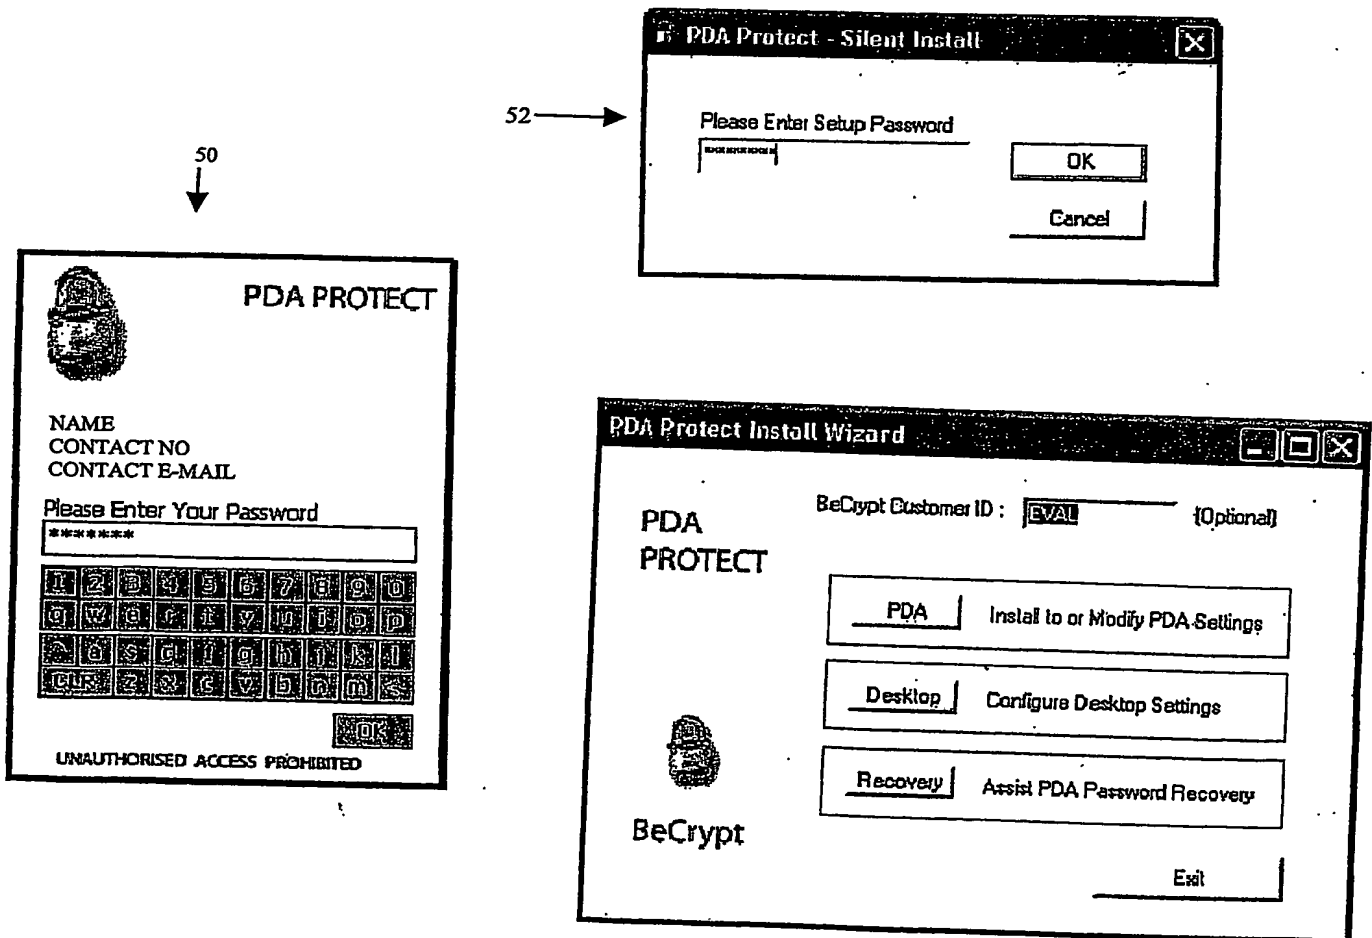 PDA Protect - Silent Install
52
Please Enter Setup Password
*********
OK
Cancel
50
PDA PROTECT
NAME
CONTACT NO
CONTACT E-MAIL
Please Enter Your Password
*******
1 2 3 4 5 6 7 8 9 0
q w e r t y u i o p
^ a s d f g h j k l
CLR z x c v b n m <
OK
UNAUTHORISED ACCESS PROHIBITED
PDA Protect Install Wizard
PDA
PROTECT
BeCrypt Customer ID : EVAL (Optional)
PDA Install to or Modify PDA Settings
Desktop Configure Desktop Settings
Recovery Assist PDA Password Recovery
BeCrypt
Exit